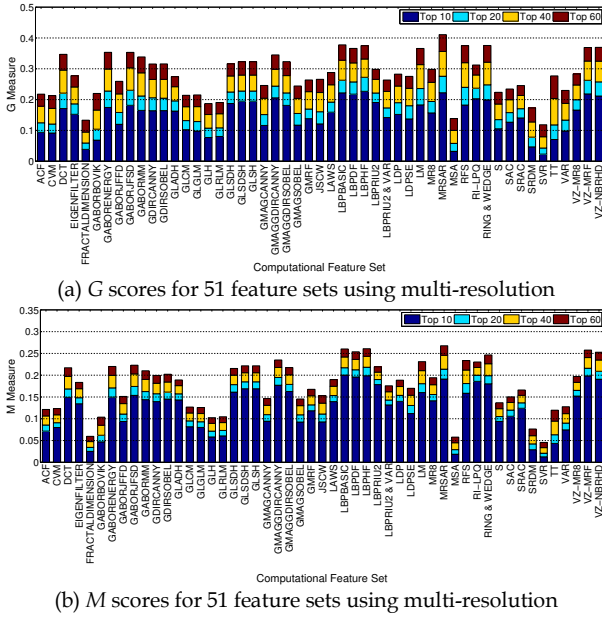 0.5
0.4
0.3
0.2
0.1
0
G Measure
Top 10 Top 20 Top 40 Top 60
ACF
CVM
DCT
EIGENFILTER
FRACTALDIMENSION
GABORBOVIK
GABORENERGY
GABORJFFD
GABORJFSD
GABORMM
GDIRCANNY
GDIRSOBEL
GLADH
GLCM
GLGLM
GLH
GLRLM
GLSDH
GLSDSH
GLSH
GMAGCANNY
GMAGGDIRCANNY
GMAGGDIRSOBEL
GMAGSOBEL
GMRF
JSCW
LAWS
LBPBASIC
LBPDF
LBPHF
LBPRIU2
LBPRIU2 & VAR
LDP
LDPSE
LM
MR8
MRSAR
MSA
RFS
RI-LPQ
RING & WEDGE
S
SAC
SRAC
SRDM
SVR
TT
VAR
VZ-MR8
VZ-MRF
VZ-NBRHD
Computational Feature Set
(a) G scores for 51 feature sets using multi-resolution
0.35
0.3
0.25
0.2
0.15
0.1
0.05
0
M Measure
Top 10 Top 20 Top 40 Top 60
ACF
CVM
DCT
EIGENFILTER
FRACTALDIMENSION
GABORBOVIK
GABORENERGY
GABORJFFD
GABORJFSD
GABORMM
GDIRCANNY
GDIRSOBEL
GLADH
GLCM
GLGLM
GLH
GLRLM
GLSDH
GLSDSH
GLSH
GMAGCANNY
GMAGGDIRCANNY
GMAGGDIRSOBEL
GMAGSOBEL
GMRF
JSCW
LAWS
LBPBASIC
LBPDF
LBPHF
LBPRIU2
LBPRIU2 & VAR
LDP
LDPSE
LM
MR8
MRSAR
MSA
RFS
RI-LPQ
RING & WEDGE
S
SAC
SRAC
SRDM
SVR
TT
VAR
VZ-MR8
VZ-MRF
VZ-NBRHD
Computational Feature Set
(b) M scores for 51 feature sets using multi-resolution